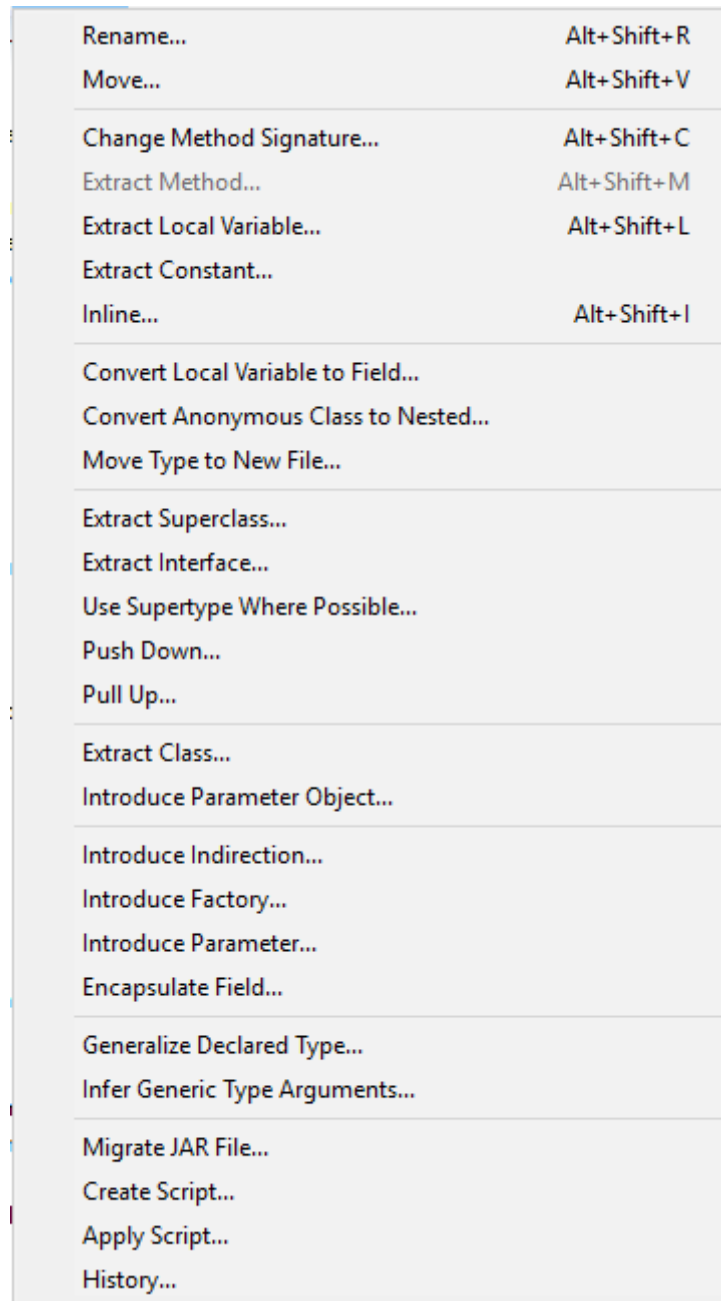 Rename... Alt+Shift+R
Move... Alt+Shift+V
Change Method Signature... Alt+Shift+C
Extract Method... Alt+Shift+M
Extract Local Variable... Alt+Shift+L
Extract Constant...
Inline... Alt+Shift+I
Convert Local Variable to Field...
Convert Anonymous Class to Nested...
Move Type to New File...
Extract Superclass...
Extract Interface...
Use Supertype Where Possible...
Push Down...
Pull Up...
Extract Class...
Introduce Parameter Object...
Introduce Indirection...
Introduce Factory...
Introduce Parameter...
Encapsulate Field...
Generalize Declared Type...
Infer Generic Type Arguments...
Migrate JAR File...
Create Script...
Apply Script...
History...